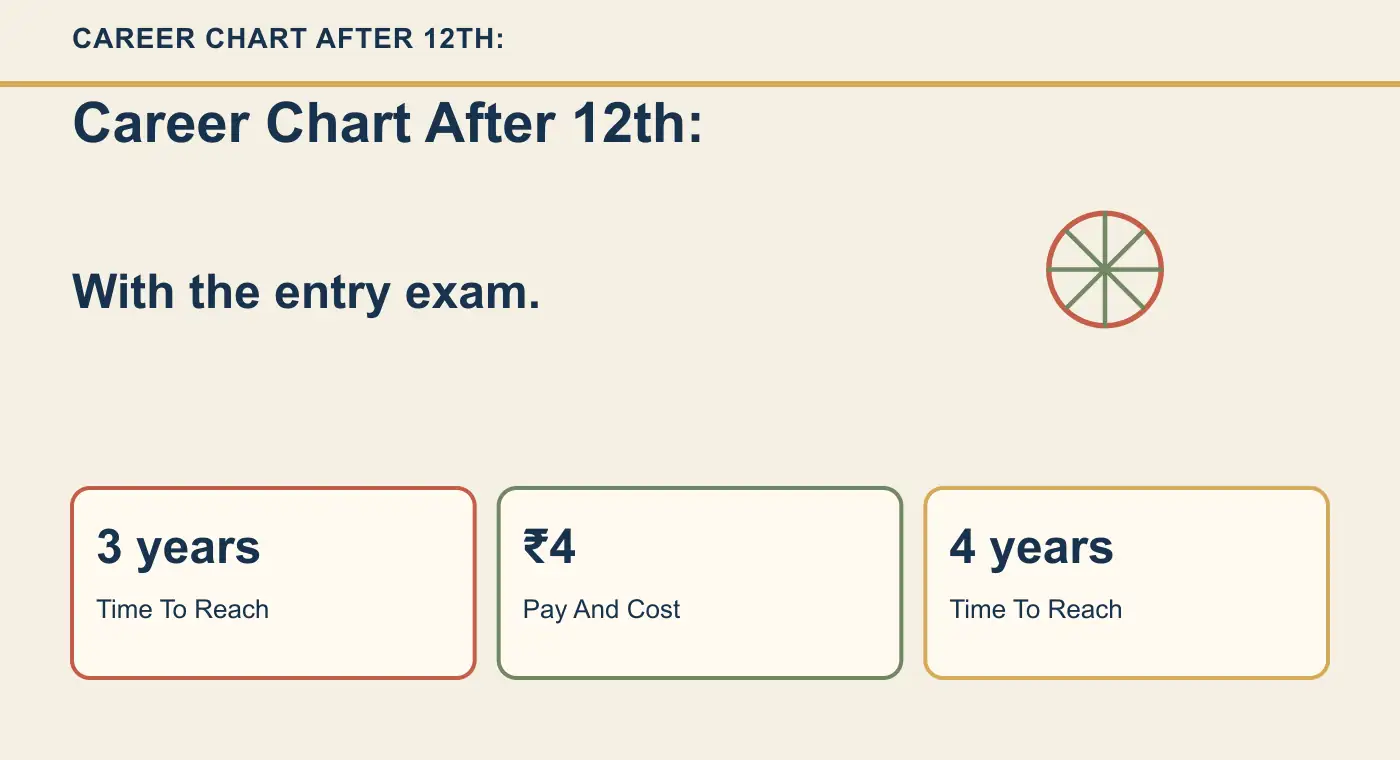 CAREER CHART AFTER 12TH:
Career Chart After 12th:
With the entry exam.
3 years
Time To Reach
₹4
Pay And Cost
4 years
Time To Reach